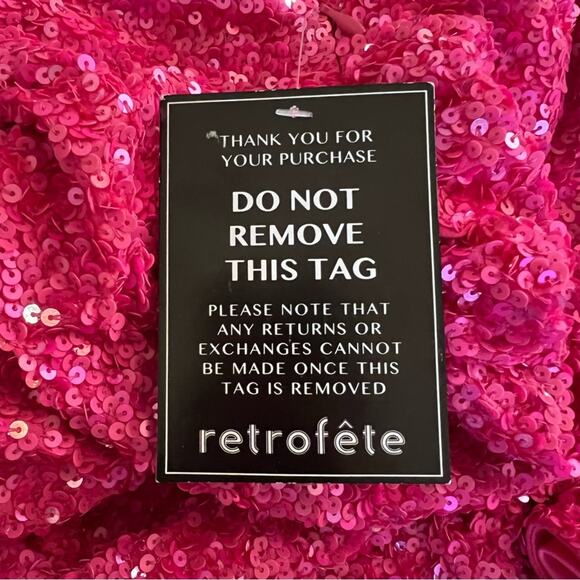 THANK YOU FOR
YOUR PURCHASE
DO NOT
REMOVE
THIS TAG
PLEASE NOTE THAT
ANY RETURNS OR
EXCHANGES CANNOT
BE MADE ONCE THIS
TAG IS REMOVED
retrofête